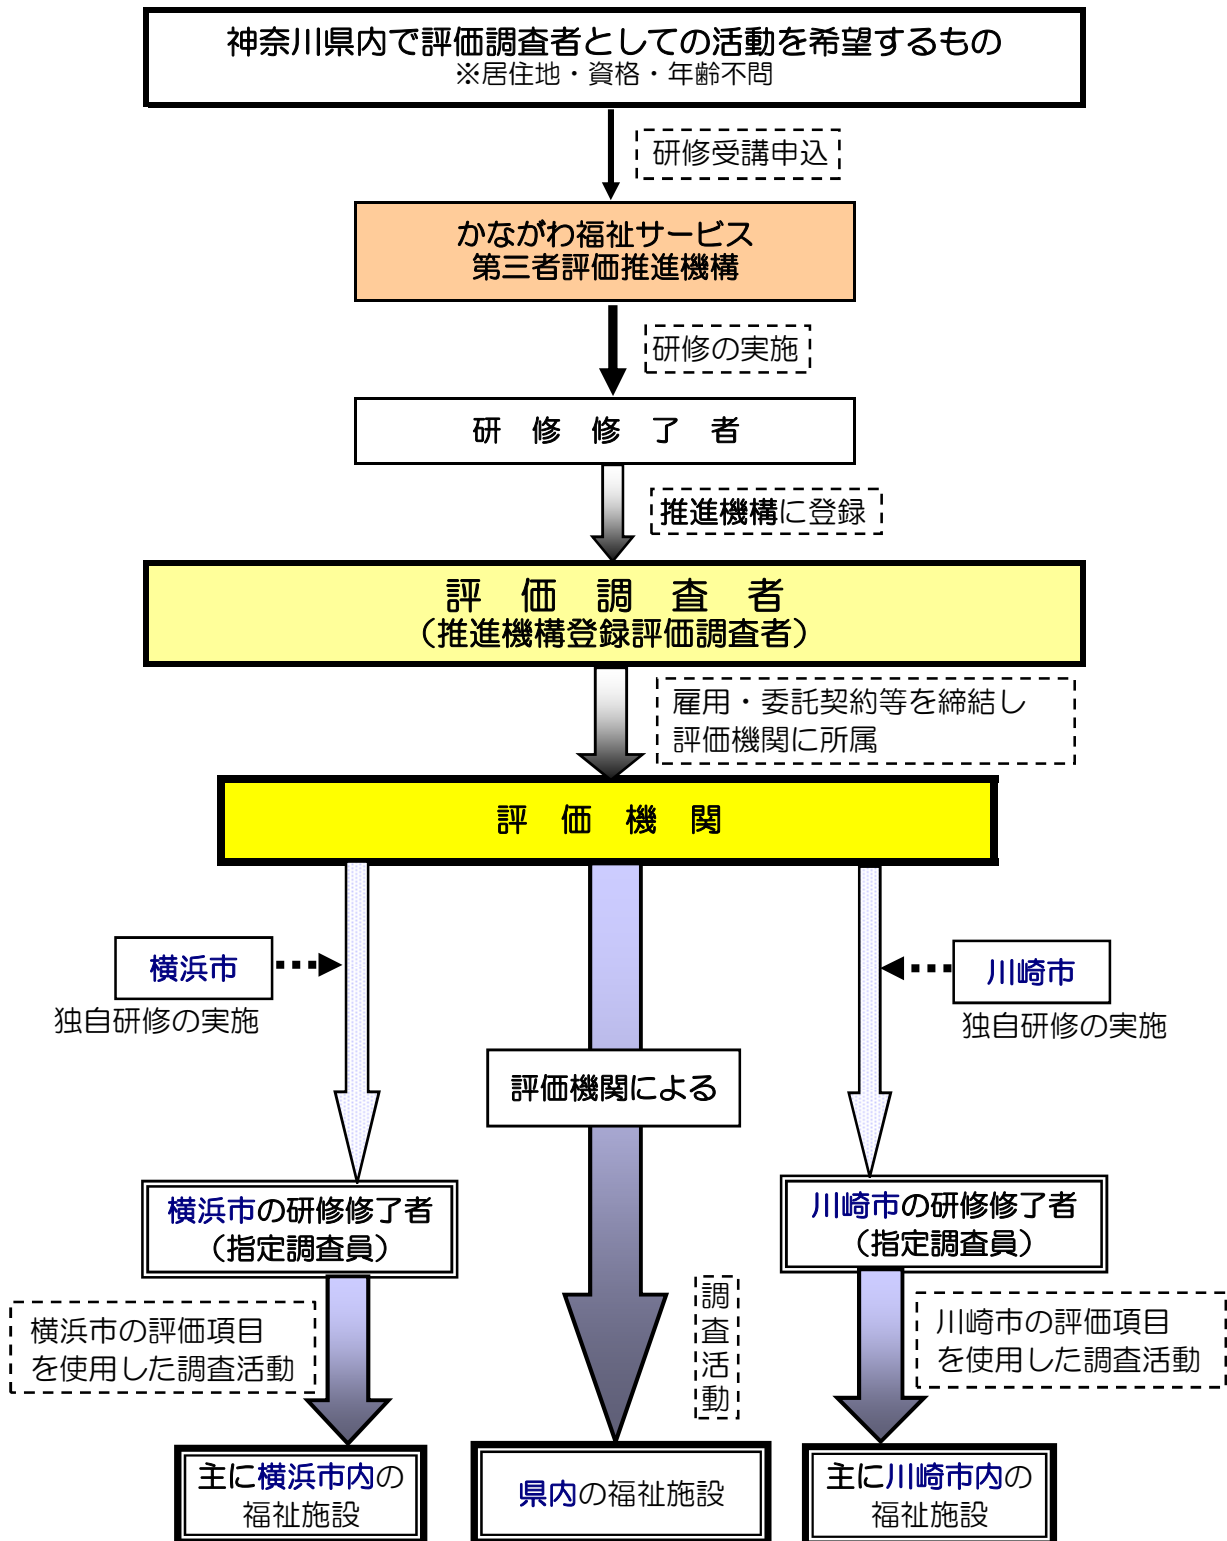 神奈川県内で評価調査者としての活動を希望するもの
※居住地・資格・年齢不問
研修受講申込
かながわ福祉サービス
第三者評価推進機構
研修の実施
研　修　修　了　者
推進機構に登録
評　価　調　査　者
（推進機構登録評価調査者）
雇用・委託契約等を締結し
評価機関に所属
評　価　機　関
横浜市
独自研修の実施
川崎市
独自研修の実施
評価機関による
横浜市の研修修了者
（指定調査員）
川崎市の研修修了者
（指定調査員）
横浜市の評価項目
を使用した調査活動
調
査
活
動
川崎市の評価項目
を使用した調査活動
主に横浜市内の
福祉施設
県内の福祉施設
主に川崎市内の
福祉施設